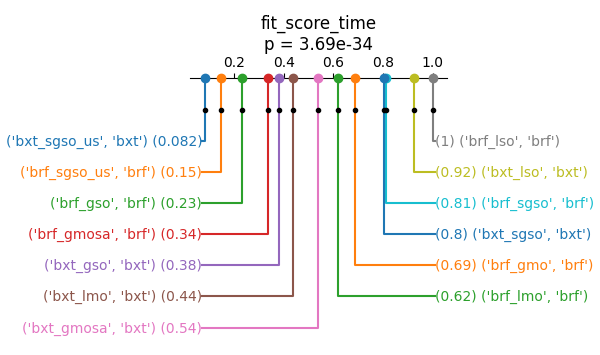 fit_score_time
p = 3.69e-34
0.2 0.4 0.6 0.8 1.0
('bxt_sgso_us', 'bxt') (0.082) (1) ('brf_lso', 'brf')
('brf_sgso_us', 'brf') (0.15) (0.92) ('bxt_lso', 'bxt')
('brf_gso', 'brf') (0.23) (0.81) ('brf_sgso', 'brf')
('brf_gmosa', 'brf') (0.34) (0.8) ('bxt_sgso', 'bxt')
('bxt_gso', 'bxt') (0.38) (0.69) ('brf_gmo', 'brf')
('bxt_lmo', 'bxt') (0.44) (0.62) ('brf_lmo', 'brf')
('bxt_gmosa', 'bxt') (0.54)